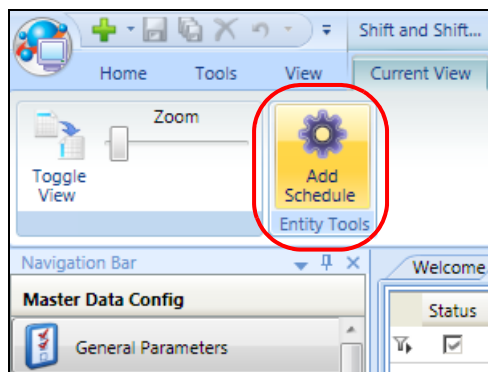 Shift and Shift...
Home Tools View Current View
Zoom
Toggle View
Add Schedule
Entity Tools
Navigation Bar
Welcome
Master Data Config
Status
General Parameters